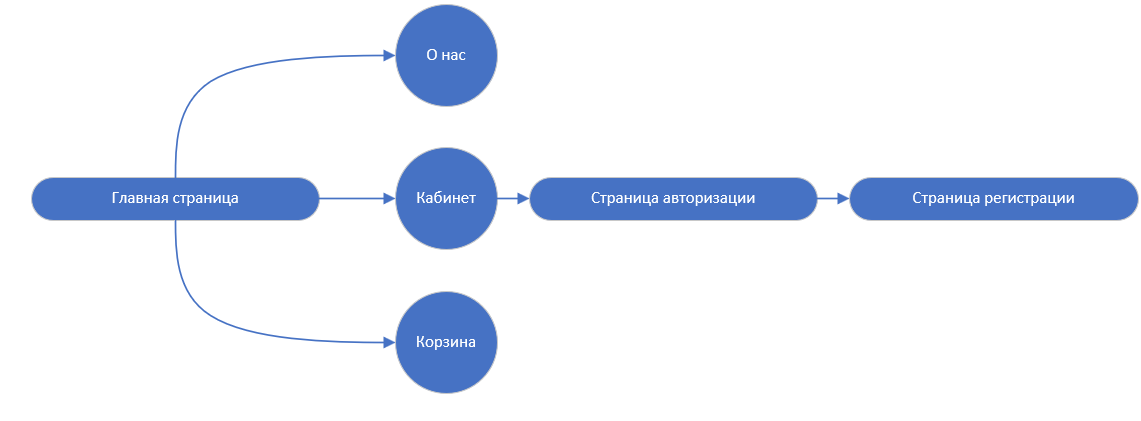 О нас
Главная страница
Кабинет
Страница авторизации
Страница регистрации
Корзина